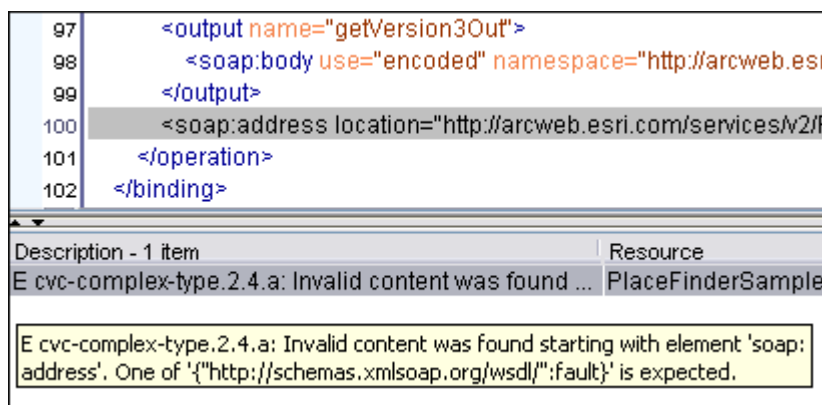 97 <output name="getVersion3Out">
98 <soap:body use="encoded" namespace="http://arcweb.esr
99 </output>
100 <soap:address location="http://arcweb.esri.com/services/v2/
101 </operation>
102 </binding>
Description - 1 item Resource
E cvc-complex-type.2.4.a: Invalid content was found ... PlaceFinderSample
E cvc-complex-type.2.4.a: Invalid content was found starting with element 'soap:
address'. One of '{"http://schemas.xmlsoap.org/wsdl/":fault}' is expected.